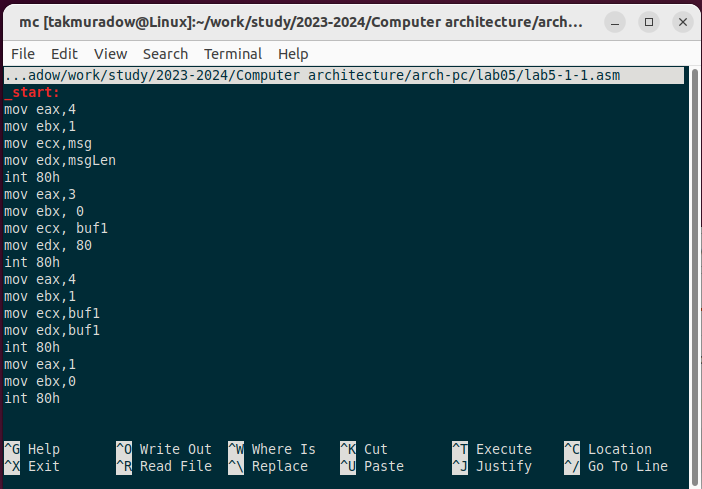 mc [takmuradow@Linux]:~/work/study/2023-2024/Computer architecture/arch...
File Edit View Search Terminal Help
...adow/work/study/2023-2024/Computer architecture/arch-pc/lab05/lab5-1-1.asm
_start:
mov eax,4
mov ebx,1
mov ecx,msg
mov edx,msgLen
int 80h
mov eax,3
mov ebx, 0
mov ecx, buf1
mov edx, 80
int 80h
mov eax,4
mov ebx,1
mov ecx,buf1
mov edx,buf1
int 80h
mov eax,1
mov ebx,0
int 80h
^G Help ^O Write Out ^W Where Is ^K Cut ^T Execute ^C Location
^X Exit ^R Read File ^\ Replace ^U Paste ^J Justify ^/ Go To Line